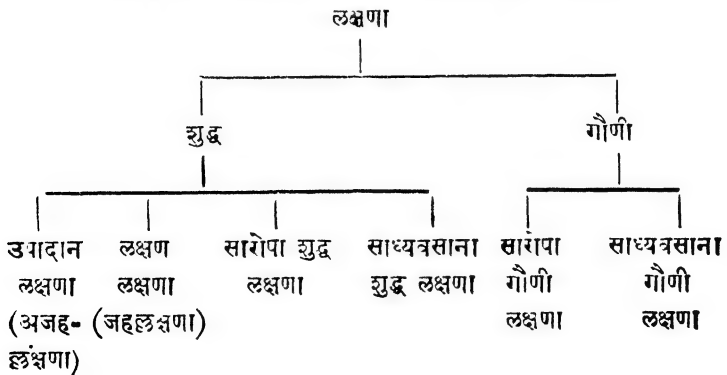 लक्षणा
शुद्ध गौणी
उपादान लक्षण सारोपा शुद्ध साध्यवसाना सारोपा साध्यवसाना
लक्षणा लक्षणा लक्षणा शुद्ध लक्षणा गौणी गौणी
(अजह- (जहल्लक्षणा) लक्षणा लक्षणा
ल्लंक्षणा)